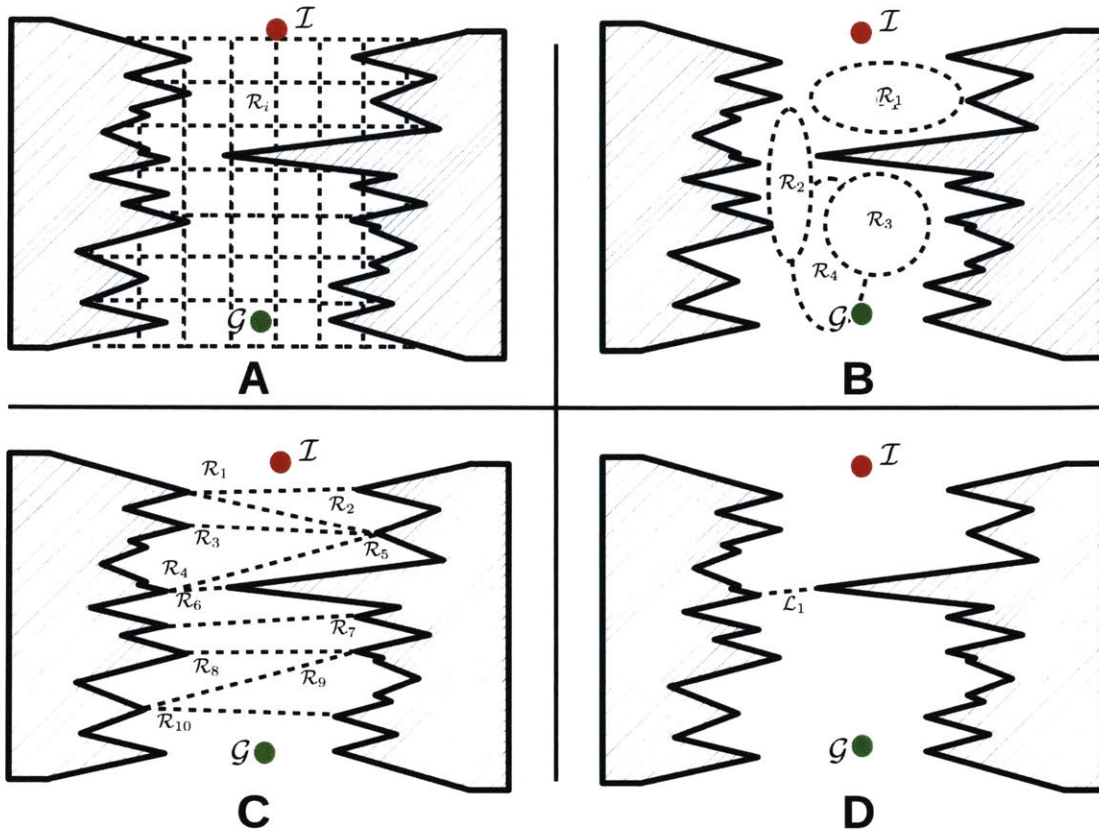 𝓘
𝓡ᵢ
𝓖
A
𝓘
𝓡₁
𝓡₂
𝓡₃
𝓡₄
𝓖
B
𝓘
𝓡₁
𝓡₂
𝓡₃
𝓡₅
𝓡₄
𝓡₆
𝓡₇
𝓡₈
𝓡₉
𝓡₁₀
𝓖
C
𝓘
𝓛₁
𝓖
D